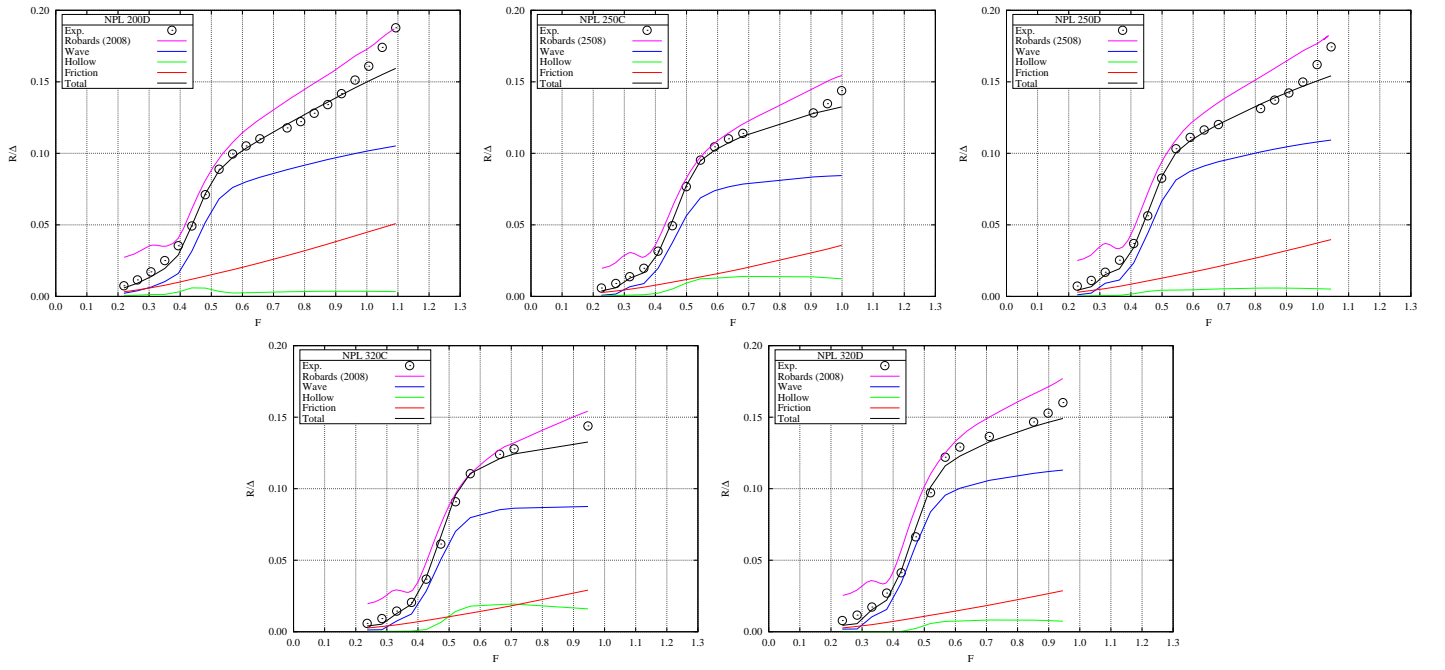 NPL 200D
Exp.
Robards (2008)
Wave
Hollow
Friction
Total
0.20
0.15
0.10
0.05
0.00
R/Δ
0.0 0.1 0.2 0.3 0.4 0.5 0.6 0.7 0.8 0.9 1.0 1.1 1.2 1.3
F
NPL 250C
Exp.
Robards (2508)
Wave
Hollow
Friction
Total
0.20
0.15
0.10
0.05
0.00
R/Δ
0.0 0.1 0.2 0.3 0.4 0.5 0.6 0.7 0.8 0.9 1.0 1.1 1.2 1.3
F
NPL 250D
Exp.
Robards (2508)
Wave
Hollow
Friction
Total
0.20
0.15
0.10
0.05
0.00
R/Δ
0.0 0.1 0.2 0.3 0.4 0.5 0.6 0.7 0.8 0.9 1.0 1.1 1.2 1.3
F
NPL 320C
Exp.
Robards (2008)
Wave
Hollow
Friction
Total
0.20
0.15
0.10
0.05
0.00
R/Δ
0.0 0.1 0.2 0.3 0.4 0.5 0.6 0.7 0.8 0.9 1.0 1.1 1.2 1.3
F
NPL 320D
Exp.
Robards (2008)
Wave
Hollow
Friction
Total
0.20
0.15
0.10
0.05
0.00
R/Δ
0.0 0.1 0.2 0.3 0.4 0.5 0.6 0.7 0.8 0.9 1.0 1.1 1.2 1.3
F